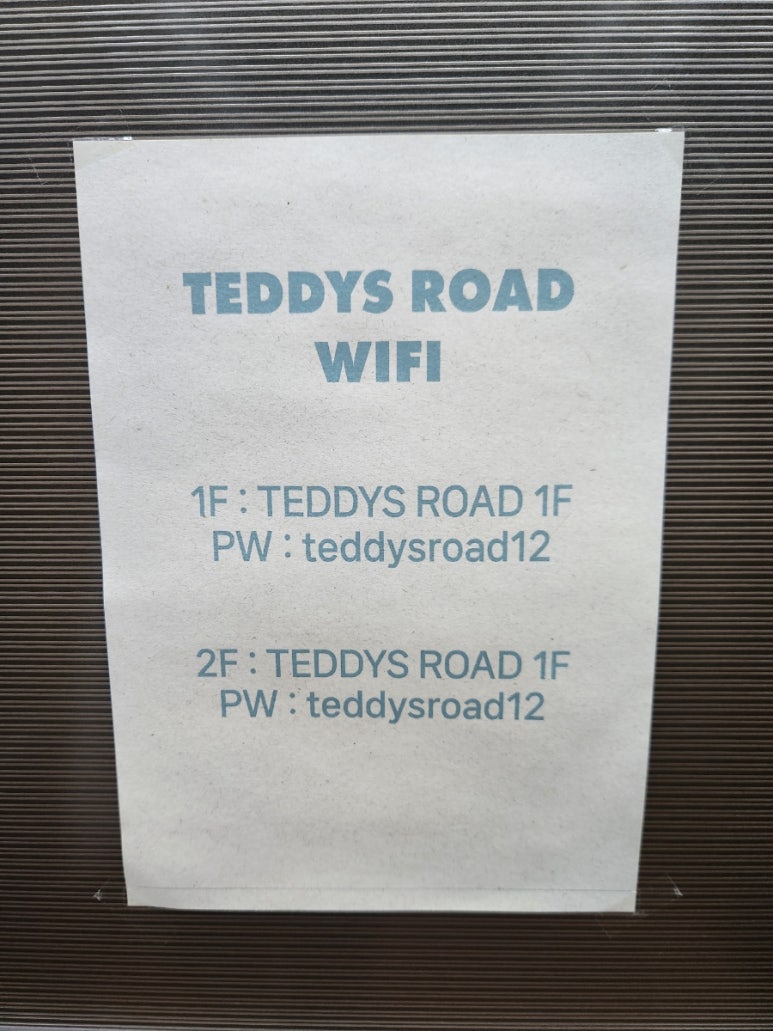 TEDDYS ROAD
WIFI
1F : TEDDYS ROAD 1F
PW : teddysroad12
2F : TEDDYS ROAD 1F
PW : teddysroad12